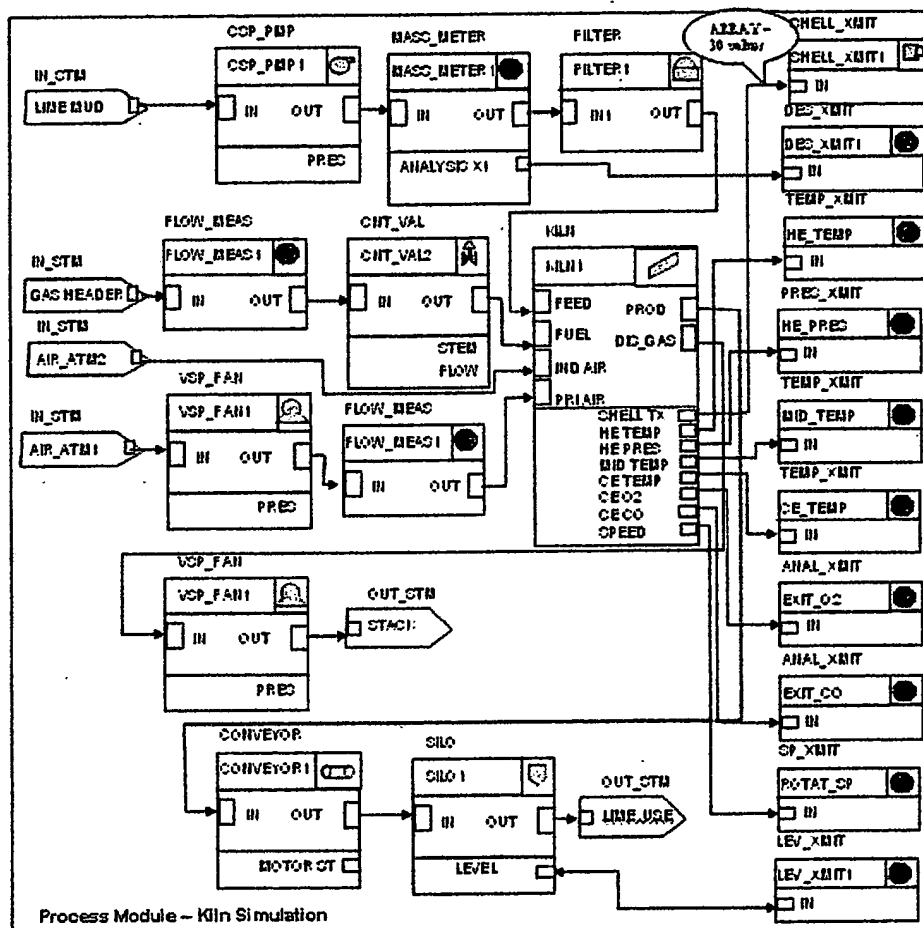 CSP_PMP
CSP_PMP1
IN OUT
PRES
MASS_METER
MASS_METER1
IN OUT
ANALYSIS X1
FILTER
FILTER1
IN1 OUT
ARRAY -
30 values
SHELL_XMIT
SHELL_XMIT1
IN
DES_XMIT
DES_XMIT1
IN
IN_STM
LIME MUD
FLOW_MEAS
FLOW_MEAS1
IN OUT
CNT_VAL
CNT_VAL2
IN OUT
STEM
FLOW
KILN
KILN1
FEED
FUEL
IND AIR
PRI AIR
PROD
DIS_GAS
SHELL TX
HE TEMP
HE PRES
MID TEMP
CE TEMP
CE O2
CE CO
SPEED
TEMP_XMIT
HE_TEMP
IN
PRES_XMIT
HE_PRES
IN
TEMP_XMIT
MID_TEMP
IN
TEMP_XMIT
CE_TEMP
IN
IN_STM
GAS HEADER
IN_STM
AIR_ATM2
IN_STM
AIR_ATM1
VSP_FAN
VSP_FAN1
IN OUT
PRES
FLOW_MEAS
FLOW_MEAS1
IN OUT
VSP_FAN
VSP_FAN1
IN OUT
PRES
OUT_STM
STACK
ANAL_XMIT
EXIT_O2
IN
ANAL_XMIT
EXIT_CO
IN
SP_XMIT
ROTAT_SP
IN
LEV_XMIT
LEV_XMIT1
IN
CONVEYOR
CONVEYOR1
IN OUT
MOTOR ST
SILO
SILO1
IN OUT
LEVEL
OUT_STM
LIME_USE
Process Module – Kiln Simulation